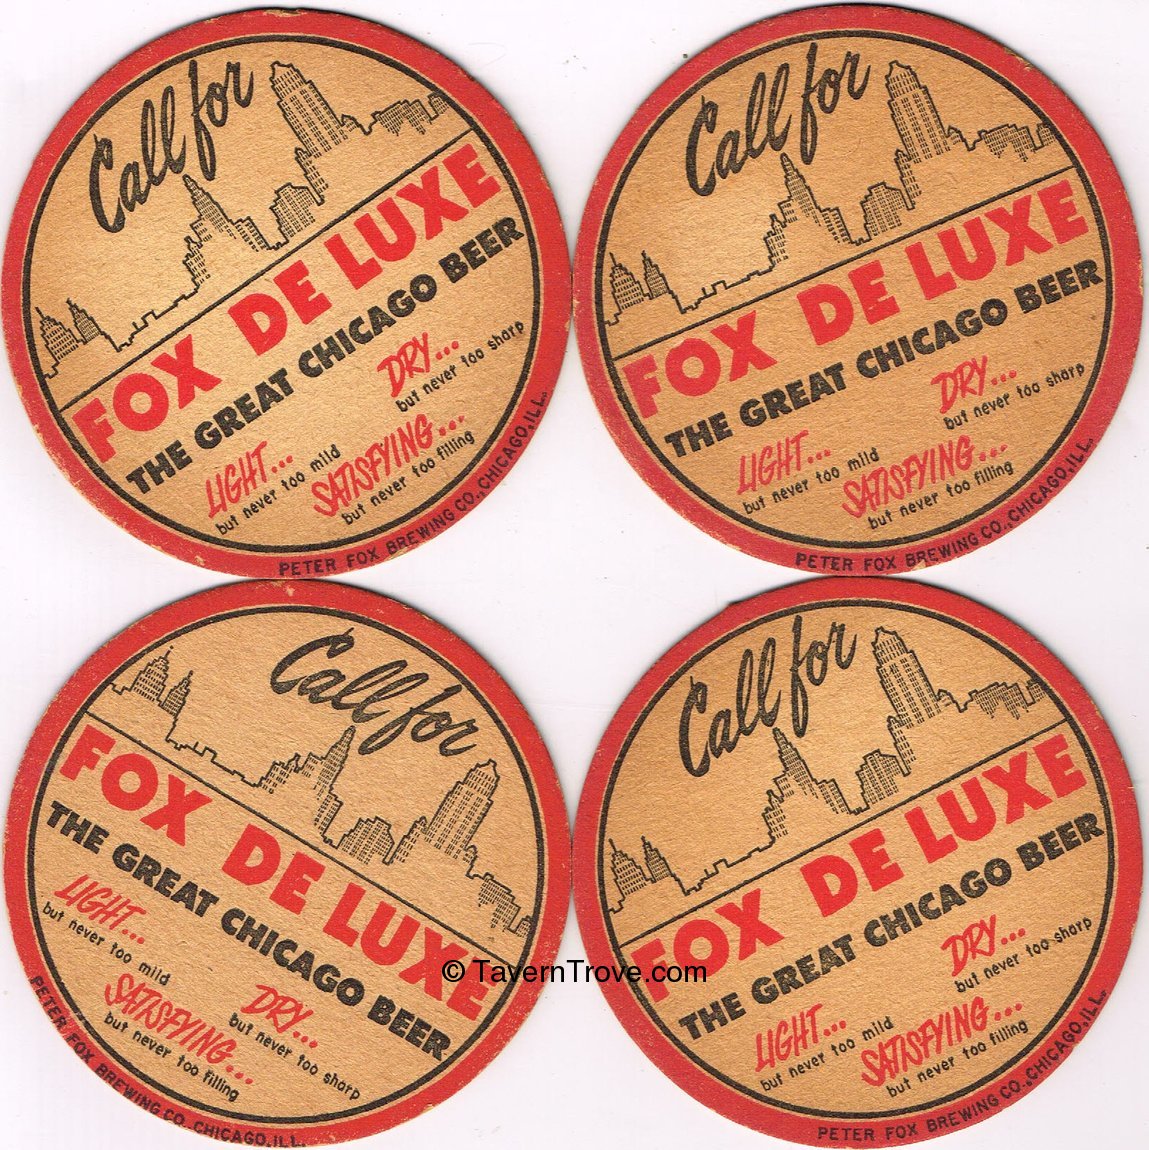 Call for
FOX DE LUXE
THE GREAT CHICAGO BEER
LIGHT...
but never too mild
DRY...
but never too sharp
SATISFYING...
but never too filling
PETER FOX BREWING CO., CHICAGO, ILL.
Call for
FOX DE LUXE
THE GREAT CHICAGO BEER
LIGHT...
but never too mild
DRY...
but never too sharp
SATISFYING...
but never too filling
PETER FOX BREWING CO., CHICAGO, ILL.
Call for
FOX DE LUXE
THE GREAT CHICAGO BEER
LIGHT...
but never too mild
DRY...
but never too sharp
SATISFYING...
but never too filling
PETER FOX BREWING CO., CHICAGO, ILL.
Call for
FOX DE LUXE
THE GREAT CHICAGO BEER
LIGHT...
but never too mild
DRY...
but never too sharp
SATISFYING...
but never too filling
PETER FOX BREWING CO., CHICAGO, ILL.
© TavernTrove.com